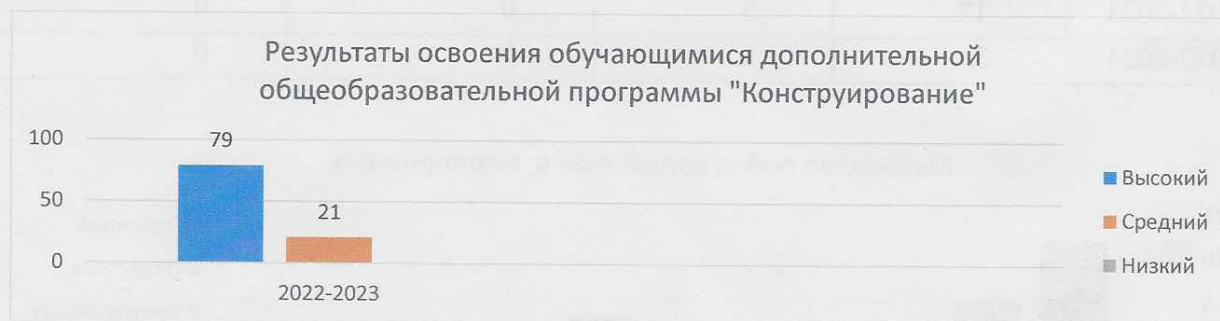 Результаты освоения обучающимися дополнительной
общеобразовательной программы "Конструирование"
100
50
0
79
21
2022-2023
Высокий
Средний
Низкий